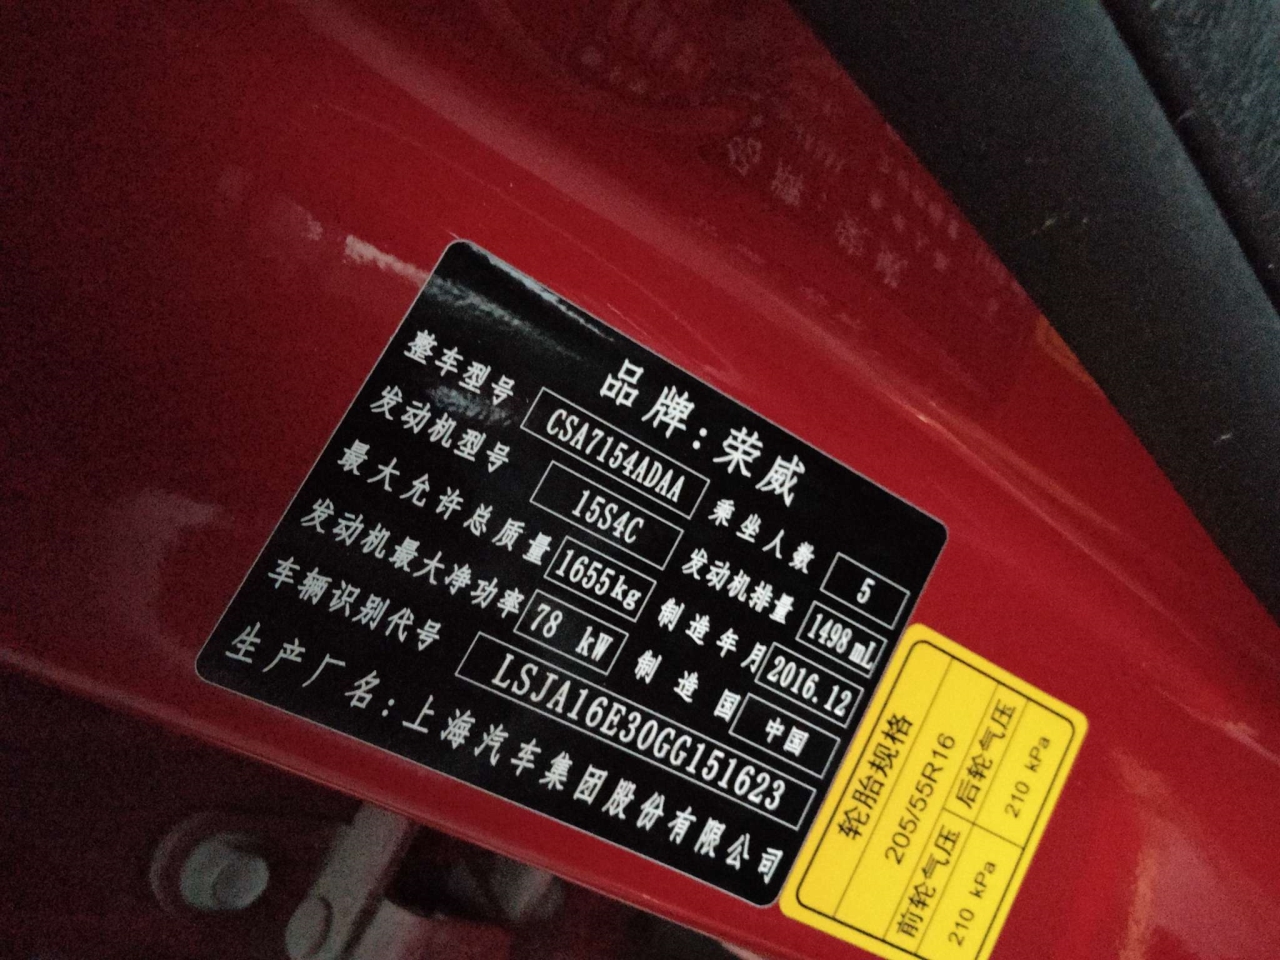 品牌：荣威
整车型号 CSA7154ADAA 乘坐人数 5
发动机型号 15S4C 发动机排量 1498mL
最大允许总质量 1655kg 制造年月 2016.12
发动机最大净功率 78 kW 制造国 中国
车辆识别代号 LSJA16E30GG151623
生产厂名：上海汽车集团股份有限公司
轮胎规格
205/55R16
前轮气压 后轮气压
210 kPa 210 kPa